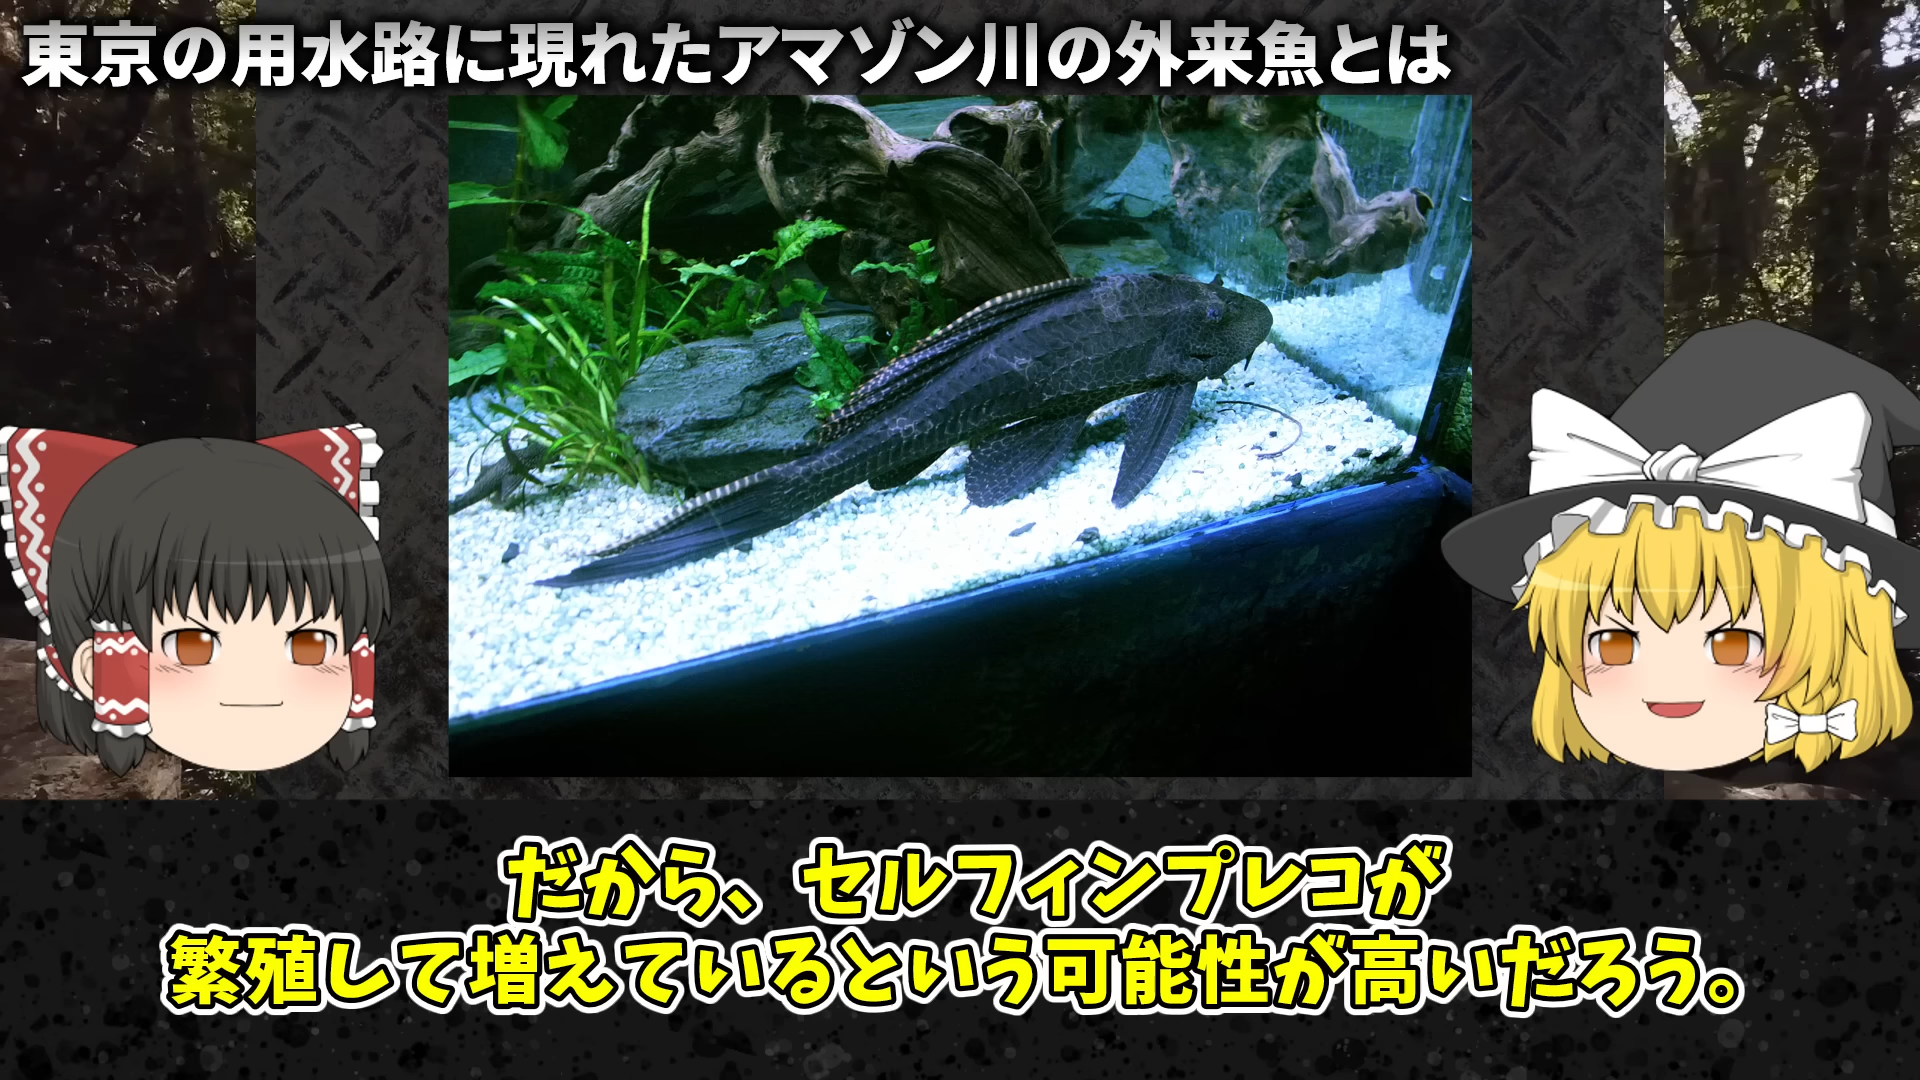 東京の用水路に現れたアマゾン川の外来魚とは
だから、セルフィンプレコが
繁殖して増えているという可能性が高いだろう。